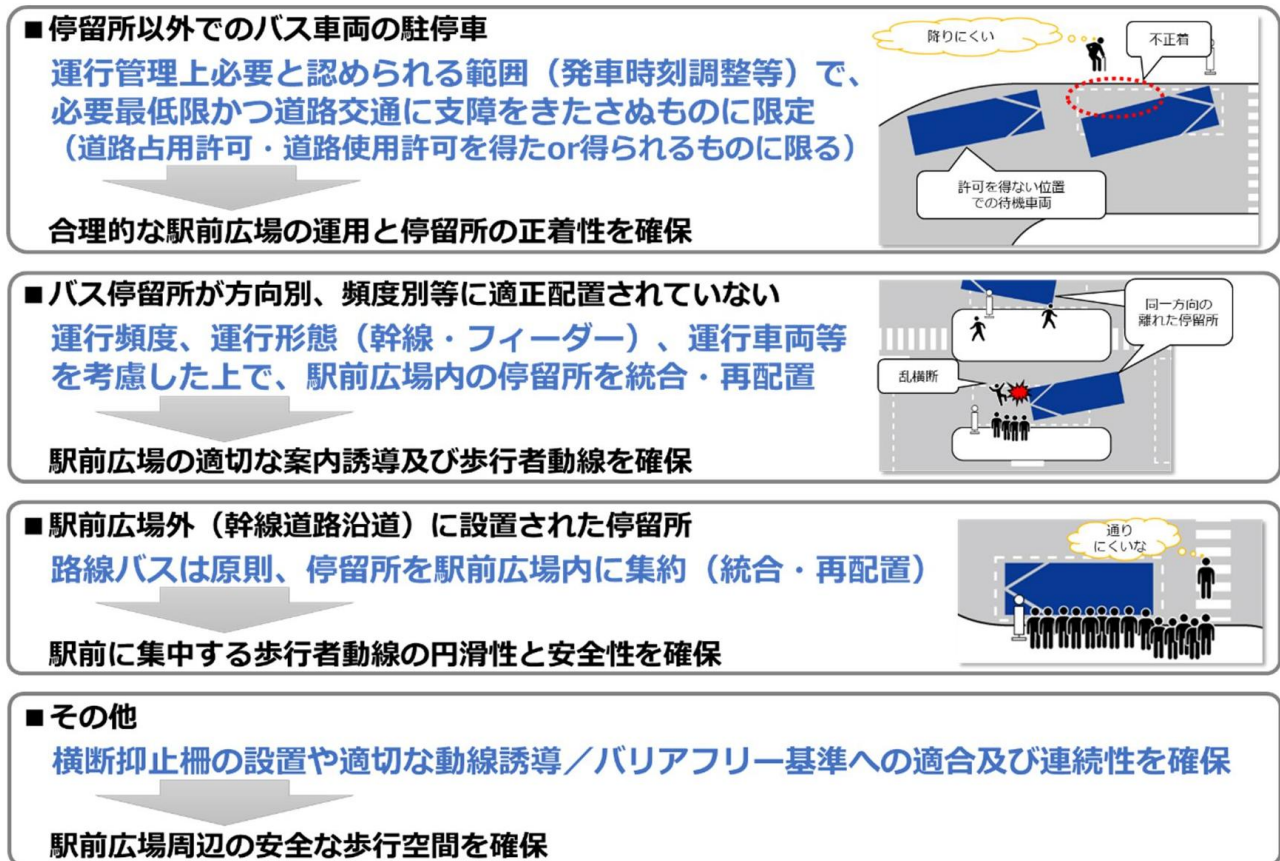 ■停留所以外でのバス車両の駐停車
運行管理上必要と認められる範囲（発車時刻調整等）で、
必要最低限かつ道路交通に支障をきたさぬものに限定
（道路占用許可・道路使用許可を得たor得られるものに限る）
合理的な駅前広場の運用と停留所の正着性を確保
降りにくい
不正着
許可を得ない位置
での待機車両
■バス停留所が方向別、頻度別等に適正配置されていない
運行頻度、運行形態（幹線・フィーダー）、運行車両等
を考慮した上で、駅前広場内の停留所を統合・再配置
駅前広場の適切な案内誘導及び歩行者動線を確保
同一方向の
離れた停留所
乱横断
■駅前広場外（幹線道路沿道）に設置された停留所
路線バスは原則、停留所を駅前広場内に集約（統合・再配置）
駅前に集中する歩行者動線の円滑性と安全性を確保
通り
にくいな
■その他
横断抑止柵の設置や適切な動線誘導／バリアフリー基準への適合及び連続性を確保
駅前広場周辺の安全な歩行空間を確保